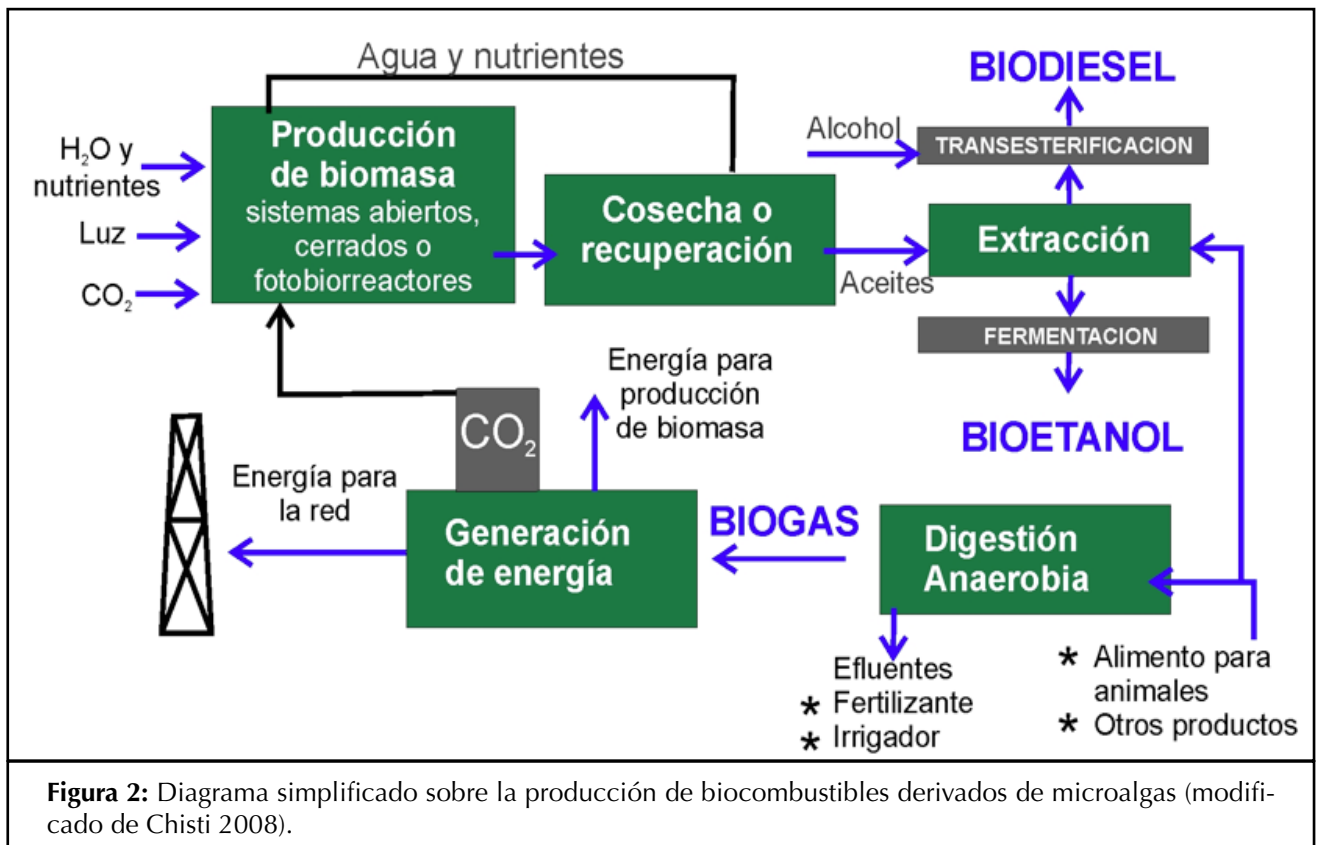 Agua y nutrientes
H₂O y
nutrientes
Luz
CO₂
Producción
de biomasa
sistemas abiertos,
cerrados o
fotobiorreactores
Cosecha o
recuperación
Alcohol
Aceites
BIODIESEL
TRANSESTERIFICACION
Extracción
FERMENTACION
BIOETANOL
Energía para
la red
CO₂
Energía para
producción
de biomasa
Generación
de energía
BIOGAS
Digestión
Anaerobia
Efluentes
* Fertilizante
* Irrigador
* Alimento para
animales
* Otros productos
Figura 2: Diagrama simplificado sobre la producción de biocombustibles derivados de microalgas (modifi-
cado de Chisti 2008).